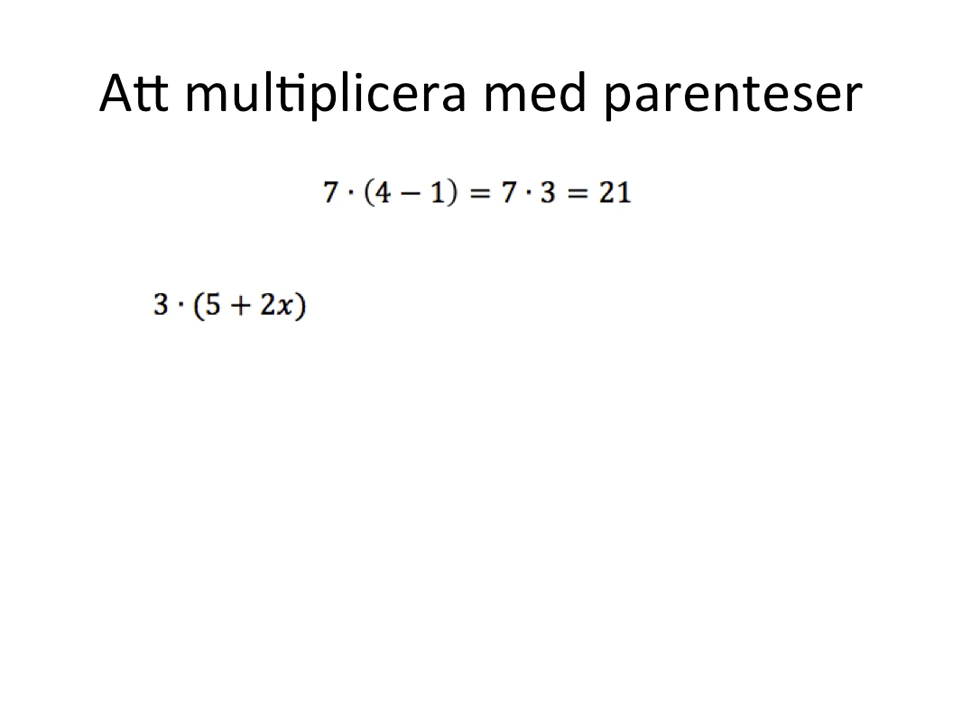 Att multiplicera med parenteser
7 · (4 − 1) = 7 · 3 = 21
3 · (5 + 2x)